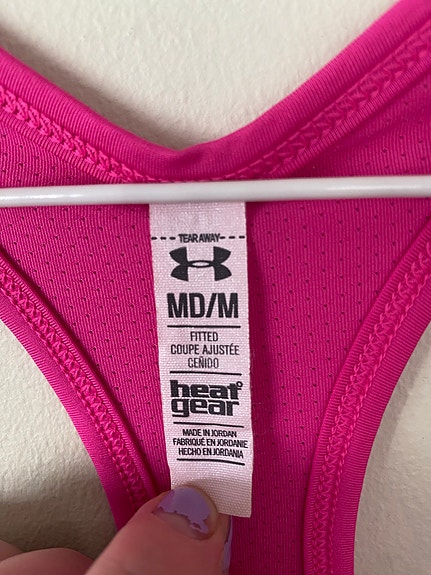 TEAR AWAY
MD/M
FITTED
COUPE AJUSTÉE
CEÑIDO
heat
gear
MADE IN JORDAN
FABRIQUÉ EN JORDANIE
HECHO EN JORDANIA